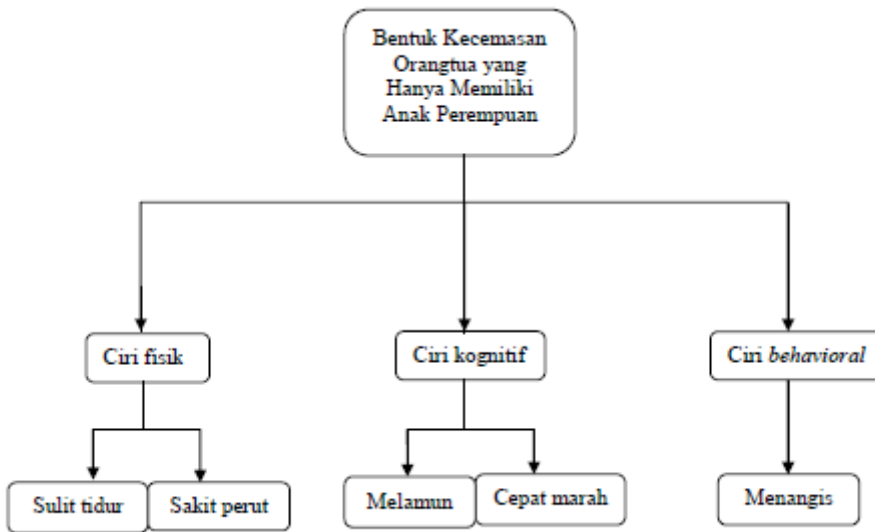 Bentuk Kecemasan
Orangtua yang
Hanya Memiliki
Anak Perempuan
Ciri fisik
Ciri kognitif
Ciri behavioral
Sulit tidur
Sakit perut
Melamun
Cepat marah
Menangis